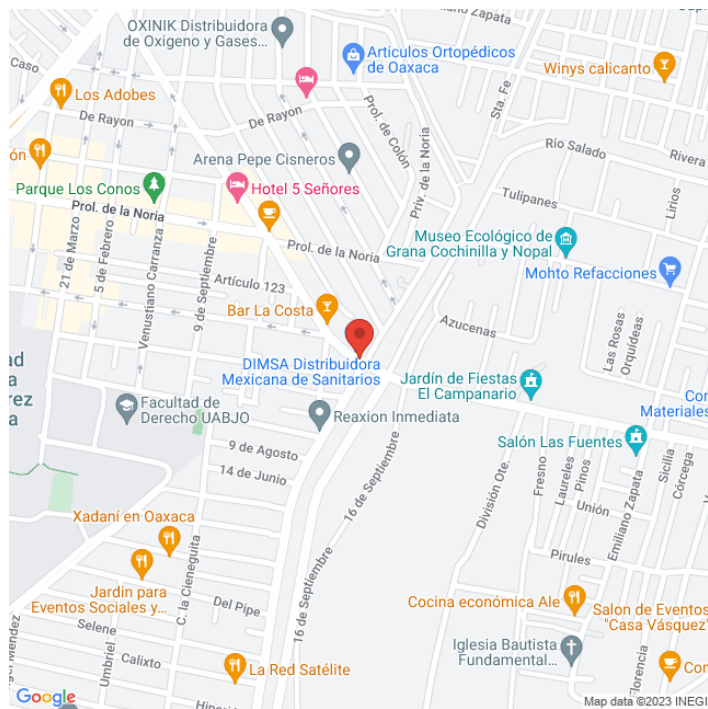 Emiliano Zapata
OXINIK Distribuidora
de Oxigeno y Gases...
Articulos Ortopédicos
de Oaxaca
Winys calicanto
Caso
Los Adobes
De Rayon
De Rayon
Prol. de Colón
Sta. Fe
Priv. de la Noria
Rio Salado
Rivera
Arena Pepe Cisneros
Parque Los Conos
Hotel 5 Señores
Tulipanes
Lirios
Prol. de la Noria
Prol. de la Noria
Museo Ecológico de
Grana Cochinilla y Nopal
Mohto Refacciones
21 de Marzo
5 de Febrero
Venustiano Carranza
9 de Septiembre
Artículo 123
Bar La Costa
Azucenas
Las Rosas
Orquídeas
DIMSA Distribuidora
Mexicana de Sanitarios
Jardín de Fiestas
El Campanario
Facultad de
Derecho UABJO
Reaxion Inmediata
Materiales
Salón Las Fuentes
9 de Agosto
14 de Junio
16 de Septiembre
División Ote.
Fresno
Laureles
Pinos
Unión
Emiliano Zapata
Sicilia
Córcega
Xadaní en Oaxaca
Jardin para
Eventos Sociales y...
C. la Cieneguita
16 de Septiembre
Pirules
Del Pipe
Cocina económica Ale
Salon de Eventos
"Casa Vásquez"
Selene
Umbriel
Calixto
La Red Satélite
Iglesia Bautista
Fundamental...
Florencia
Google
Map data ©2023 INEGI